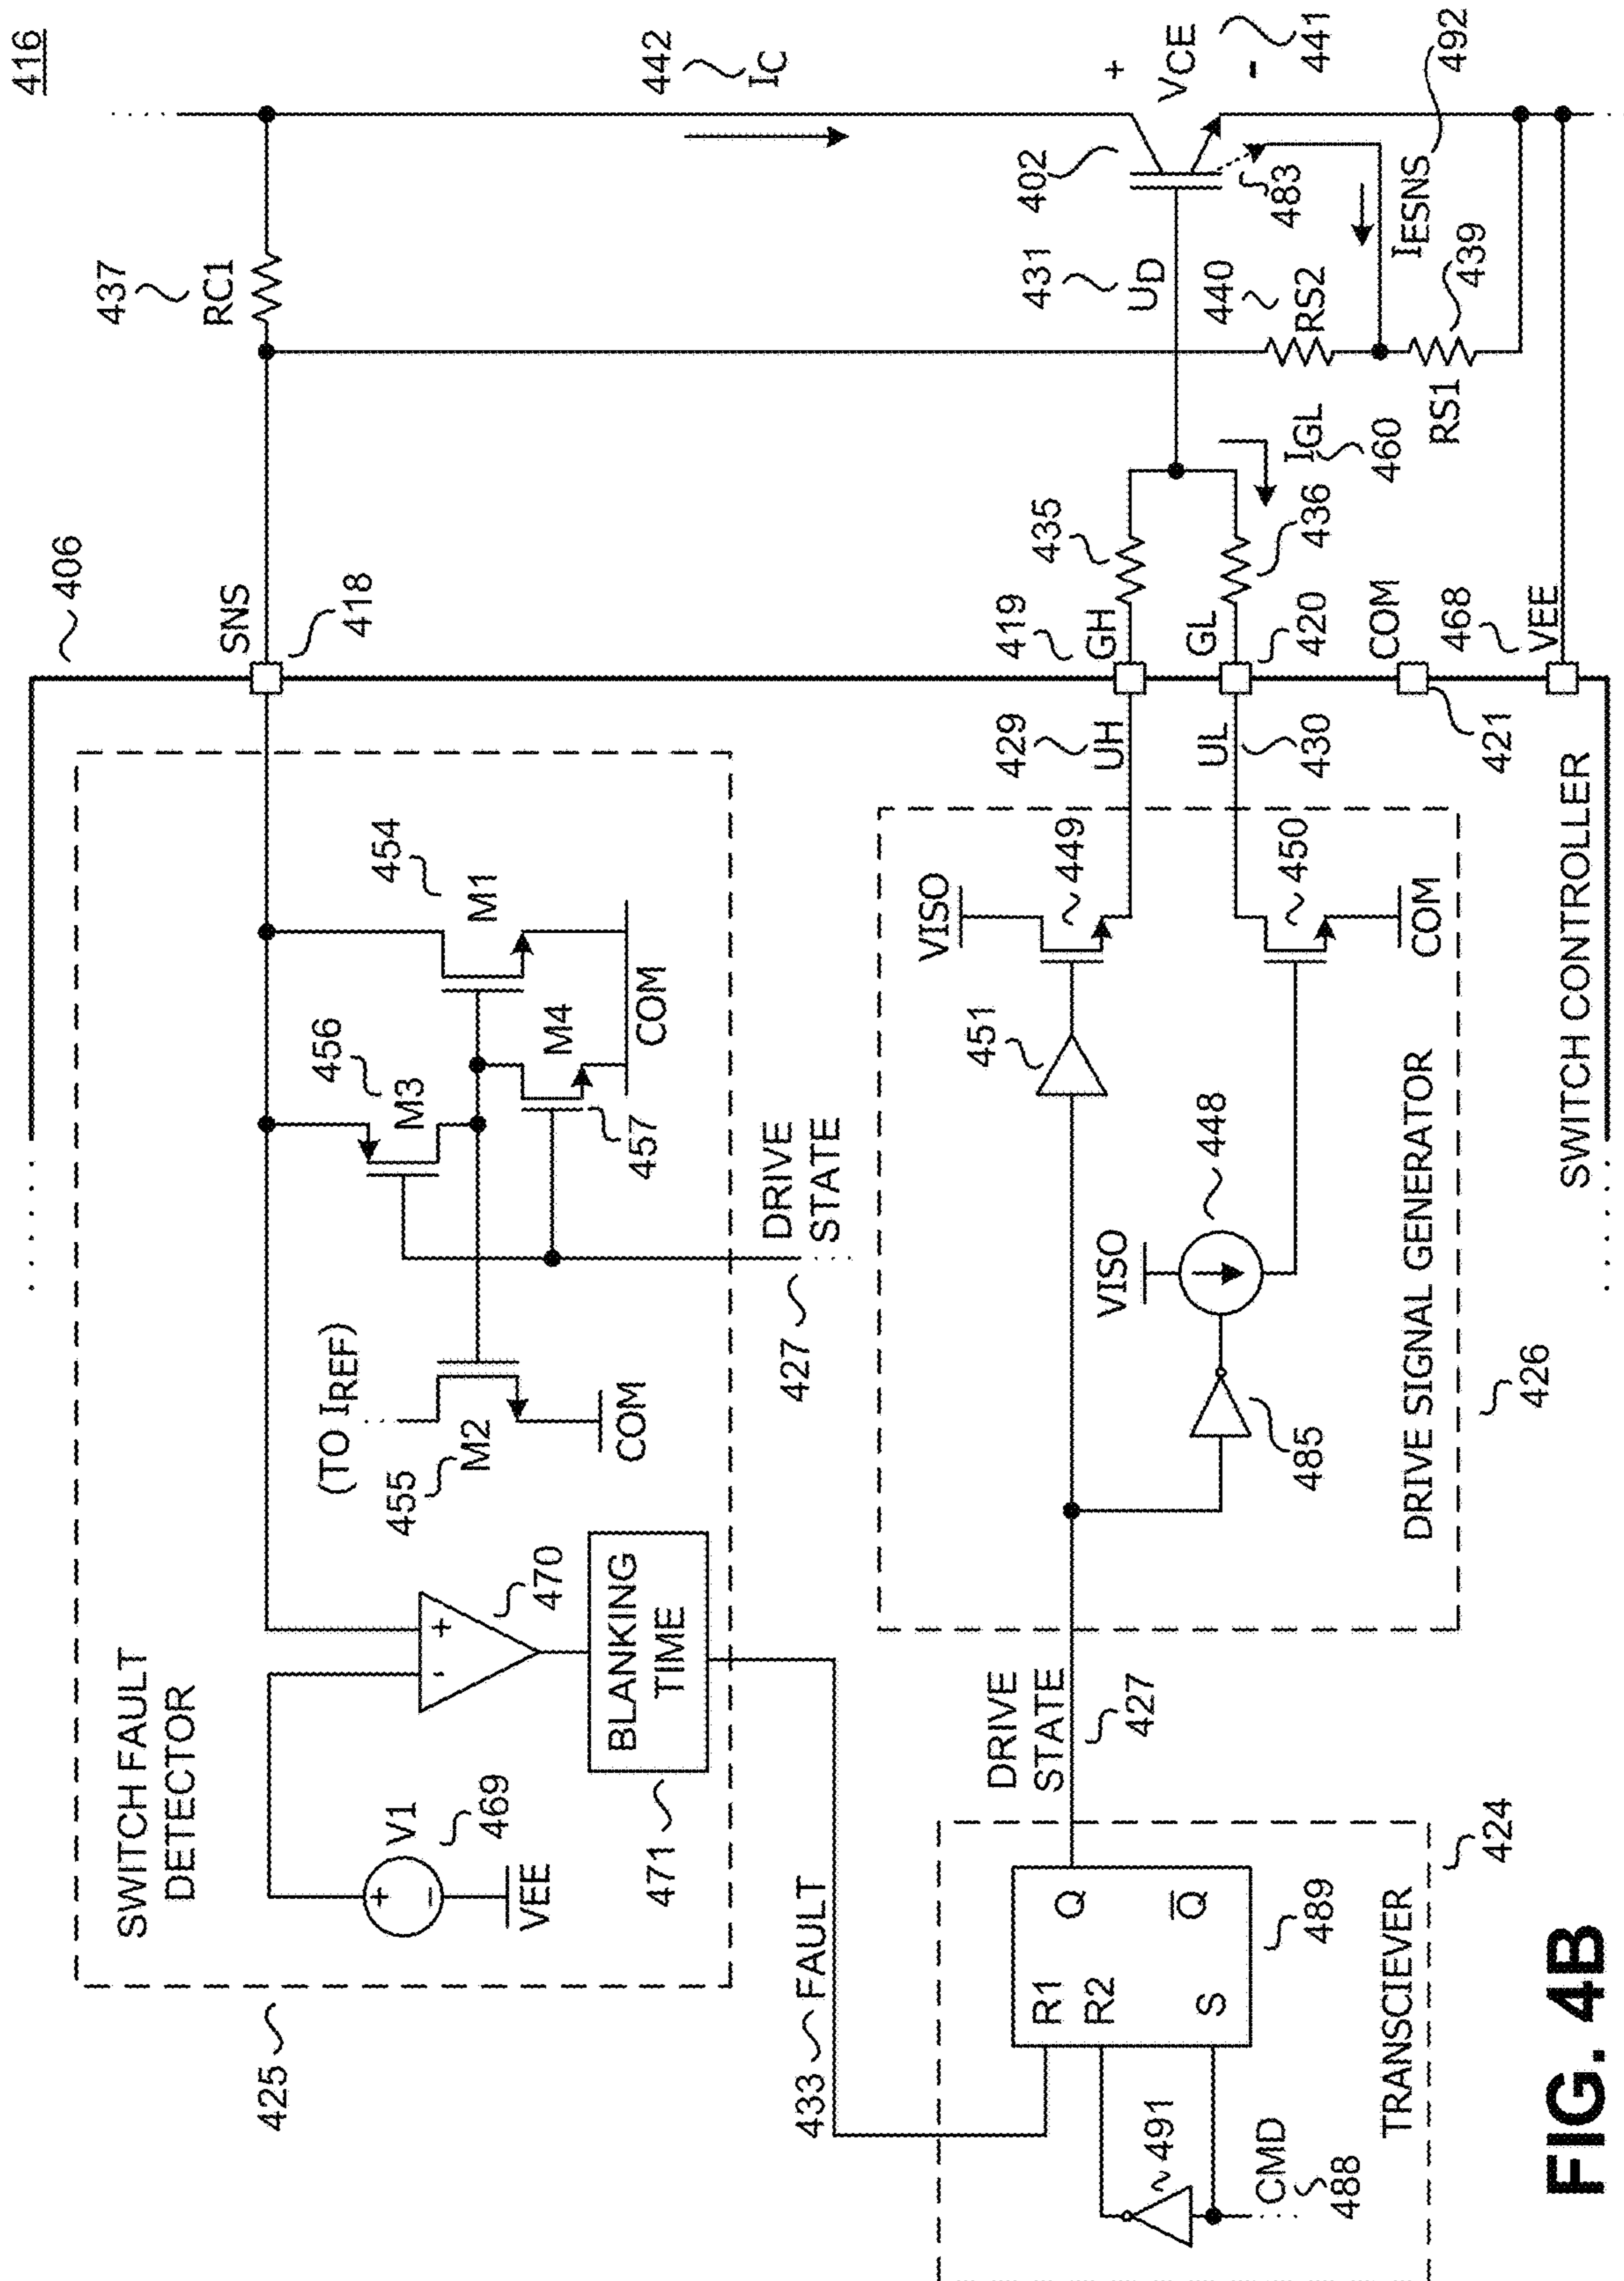 416
406
SWITCH FAULT
DETECTOR
425
V1
469
VEE
+
-
+
-
470
BLANKING
TIME
471
(TO IREF)
M2
455
COM
M3
456
M1
454
M4
457
COM
DRIVE
STATE
427
SNS
418
RC1
437
442
IC
433
FAULT
TRANSCIEVER
424
R1
R2
S
Q
Q̅
489
491
CMD
488
DRIVE
STATE
427
DRIVE SIGNAL GENERATOR
426
451
485
VISO
448
VISO
449
450
COM
UH
429
UL
430
GH
419
GL
420
COM
421
VEE
468
SWITCH CONTROLLER
435
436
IGL
460
UD
431
402
+
VCE
-
441
483
IESNS
492
RS2
440
RS1
439
FIG. 4B